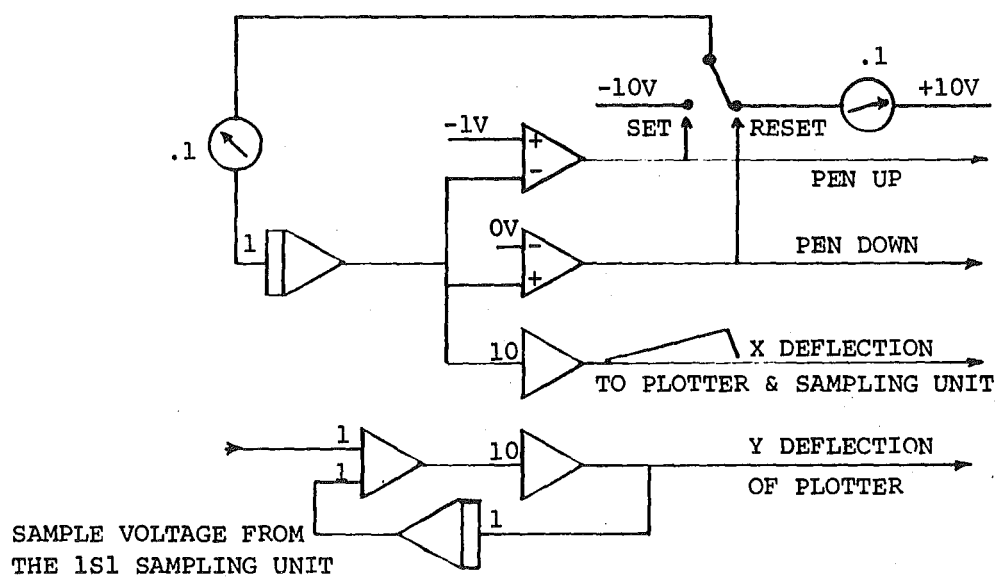 .1
-10V
+10V
SET
RESET
-1V
+
-
PEN UP
.1
0V
-
+
PEN DOWN
1
10
X DEFLECTION
TO PLOTTER & SAMPLING UNIT
1
1
10
Y DEFLECTION
OF PLOTTER
1
SAMPLE VOLTAGE FROM
THE 1S1 SAMPLING UNIT